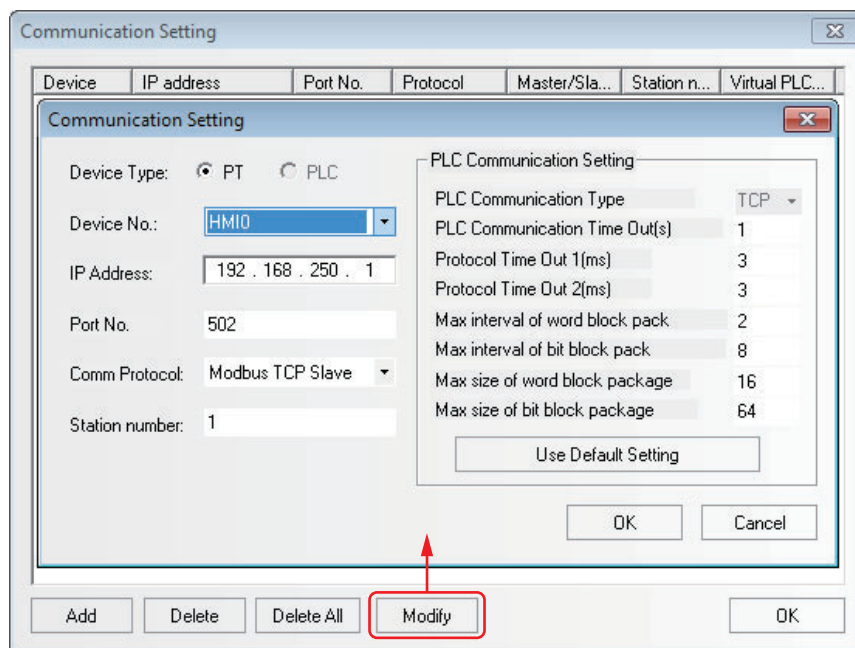 Communication Setting
Device IP address Port No. Protocol Master/Sla... Station n... Virtual PLC...
Communication Setting
Device Type: PT PLC
Device No.: HMI0
IP Address: 192 . 168 . 250 . 1
Port No. 502
Comm Protocol: Modbus TCP Slave
Station number: 1
PLC Communication Setting
PLC Communication Type TCP
PLC Communication Time Out(s) 1
Protocol Time Out 1(ms) 3
Protocol Time Out 2(ms) 3
Max interval of word block pack 2
Max interval of bit block pack 8
Max size of word block package 16
Max size of bit block package 64
Use Default Setting
OK Cancel
Add Delete Delete All Modify OK